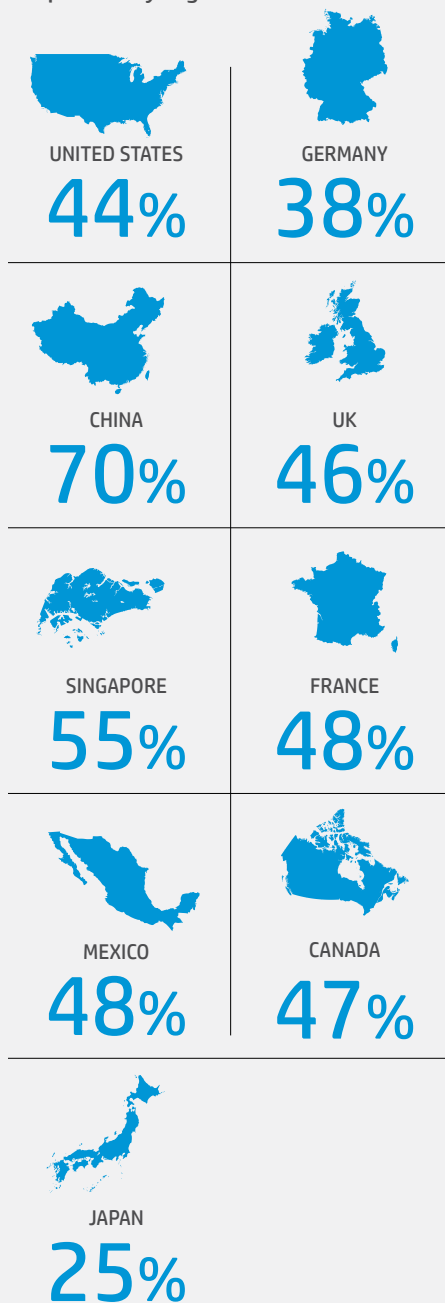 UNITED STATES
44%
GERMANY
38%
CHINA
70%
UK
46%
SINGAPORE
55%
FRANCE
48%
MEXICO
48%
CANADA
47%
JAPAN
25%